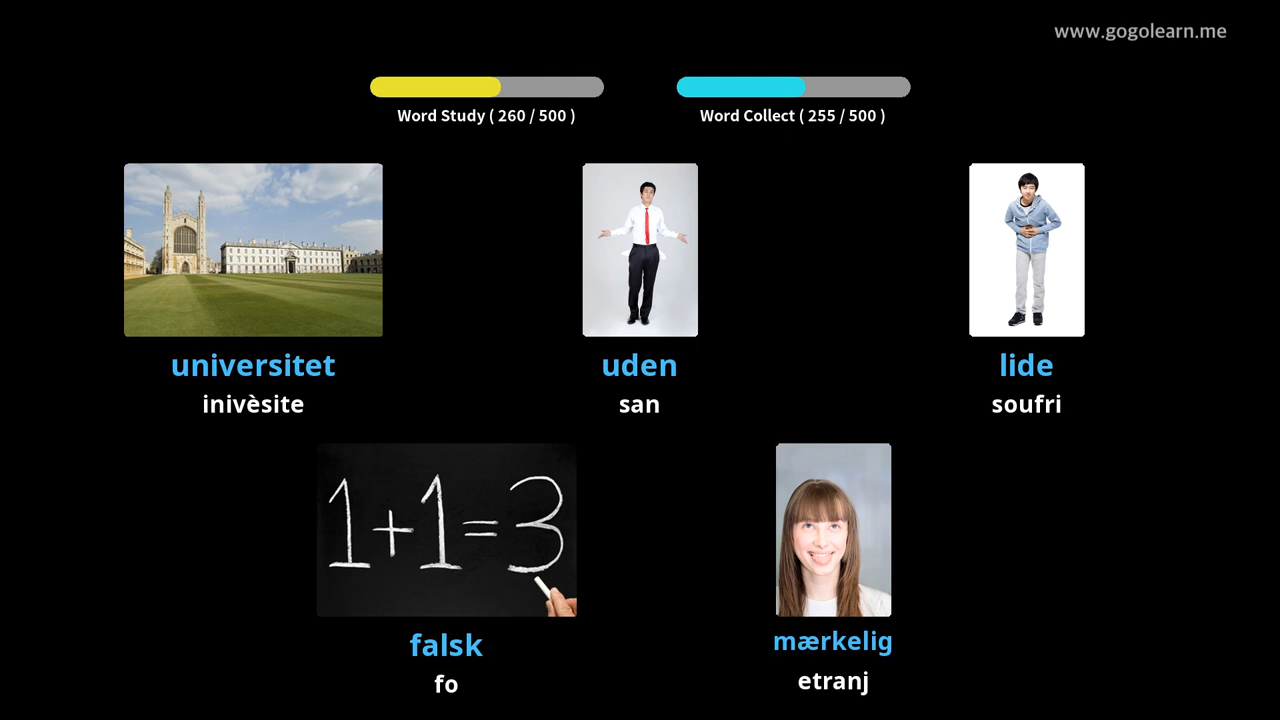 www.gogolearn.me
Word Study ( 260 / 500 )
Word Collect ( 255 / 500 )
universitet
inivèsite
uden
san
lide
soufri
1+1=3
falsk
fo
mærkelig
etranj